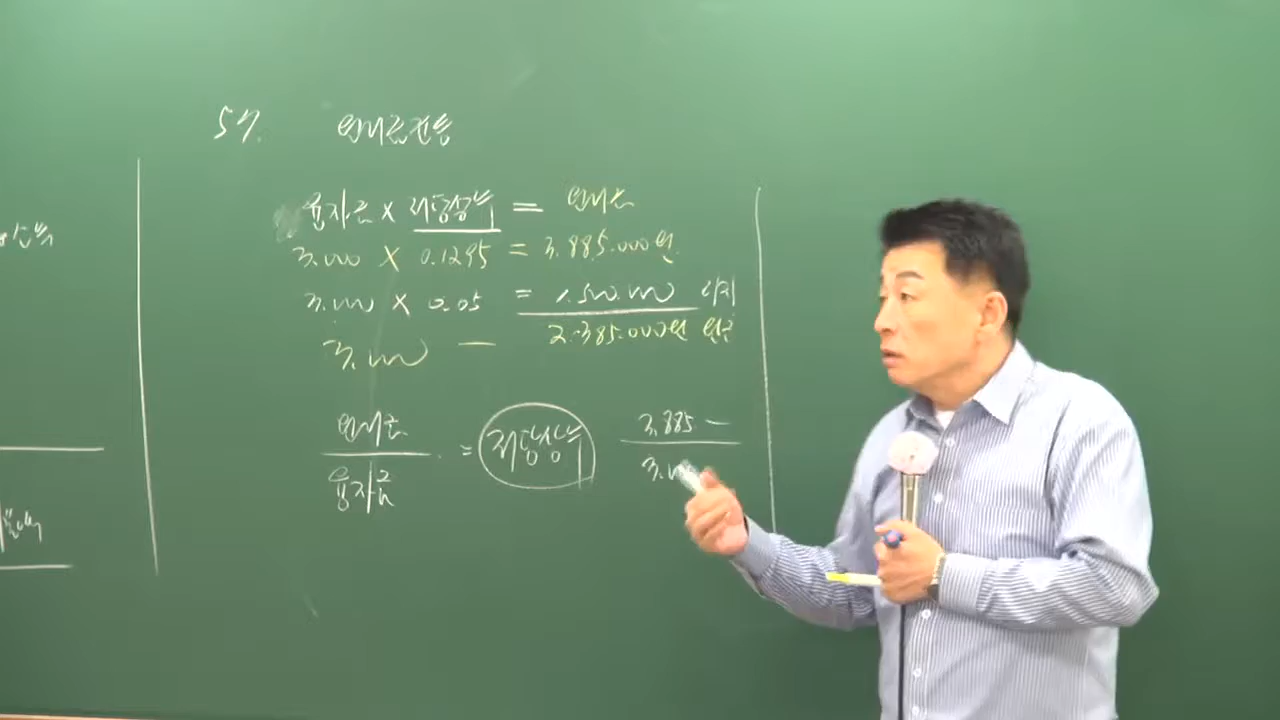 57. 원리금균등
융자금 × 저당상수 = 원리금
3.000 × 0.1295 = 3.885.000원
3.000 × 0.05 = 1.500.000 이자
2.385.000원 원금
3.000 —
원리금
융자금
= 저당상수
3.885 —